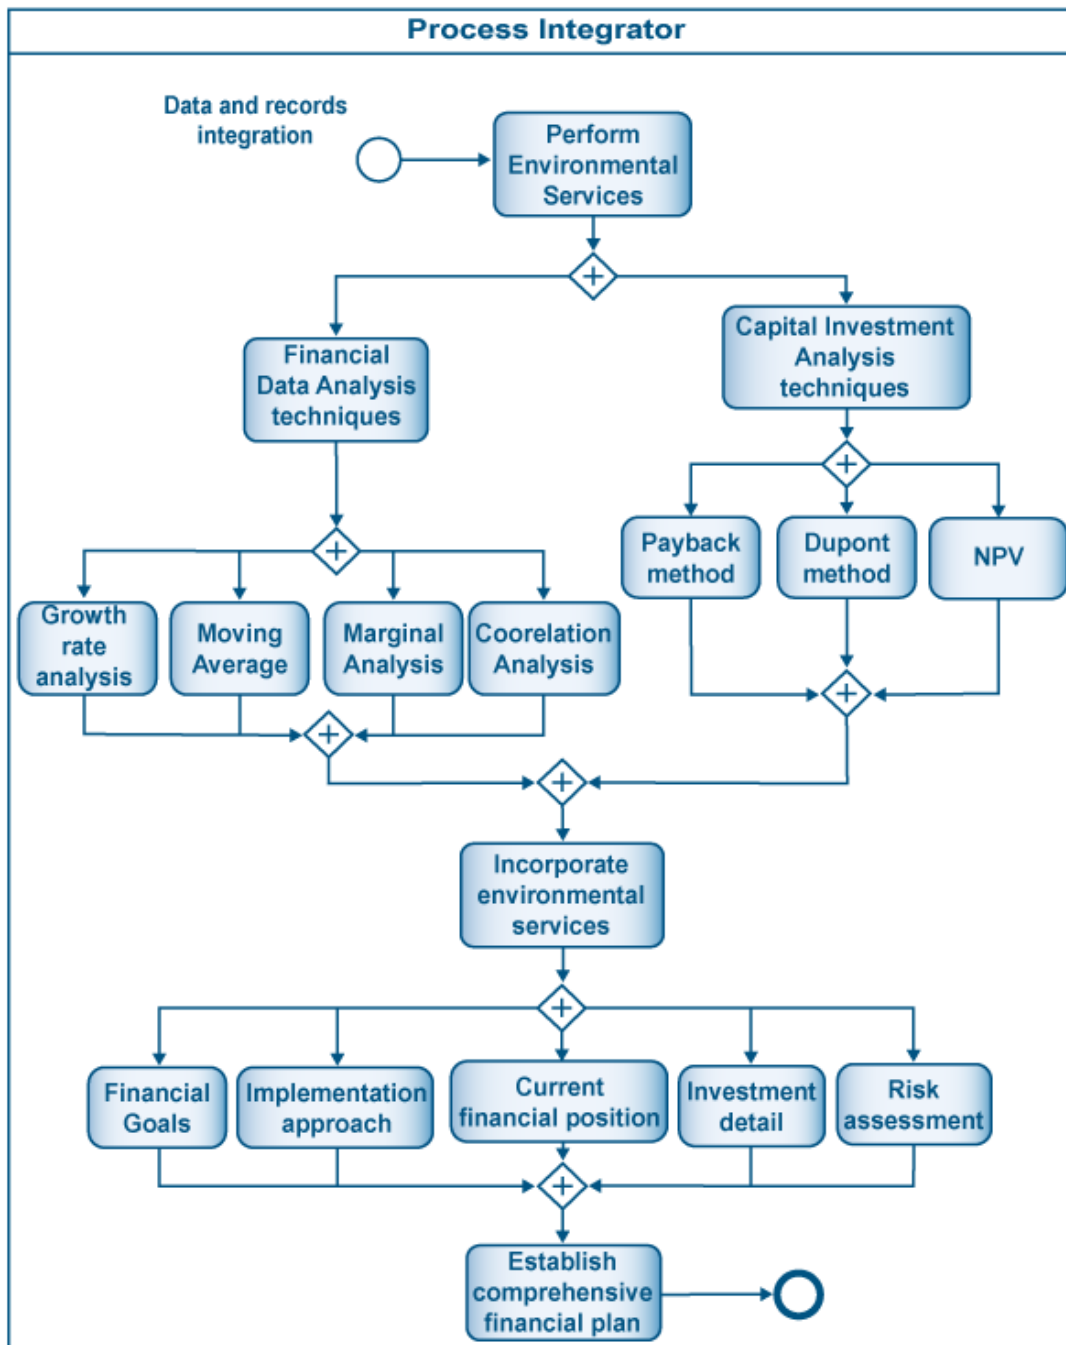 Process Integrator
Data and records
integration
Perform
Environmental
Services
Financial
Data Analysis
techniques
Capital Investment
Analysis
techniques
Payback
method
Dupont
method
NPV
Growth
rate
analysis
Moving
Average
Marginal
Analysis
Coorelation
Analysis
Incorporate
environmental
services
Financial
Goals
Implementation
approach
Current
financial position
Investment
detail
Risk
assessment
Establish
comprehensive
financial plan